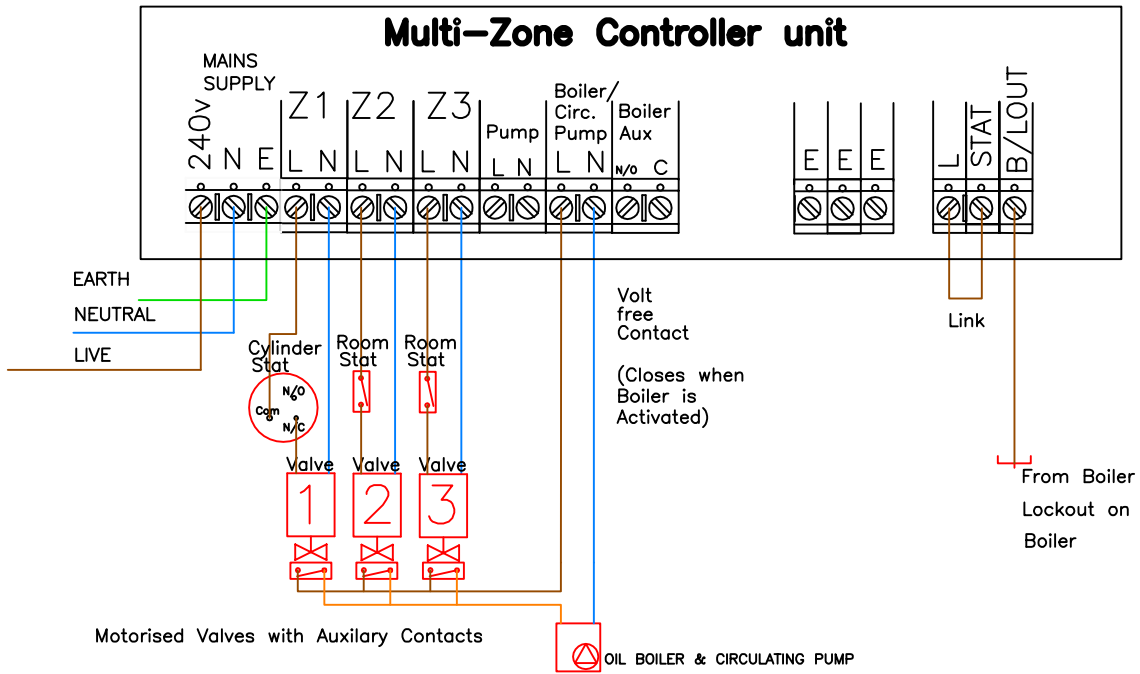 Multi-Zone Controller unit
MAINS
SUPPLY
240v
N
E
Z1
L N
Z2
L N
Z3
L N
Pump
L N
Boiler/
Circ.
Pump
L N
Boiler
Aux
N/O C
E
E
E
L
STAT
B/LOUT
EARTH
NEUTRAL
LIVE
Cylinder
Stat
N/O
Com
N/C
Room
Stat
Room
Stat
Volt
free
Contact
(Closes when
Boiler is
Activated)
Link
Valve
1
Valve
2
Valve
3
From Boiler
Lockout on
Boiler
Motorised Valves with Auxilary Contacts
OIL BOILER & CIRCULATING PUMP